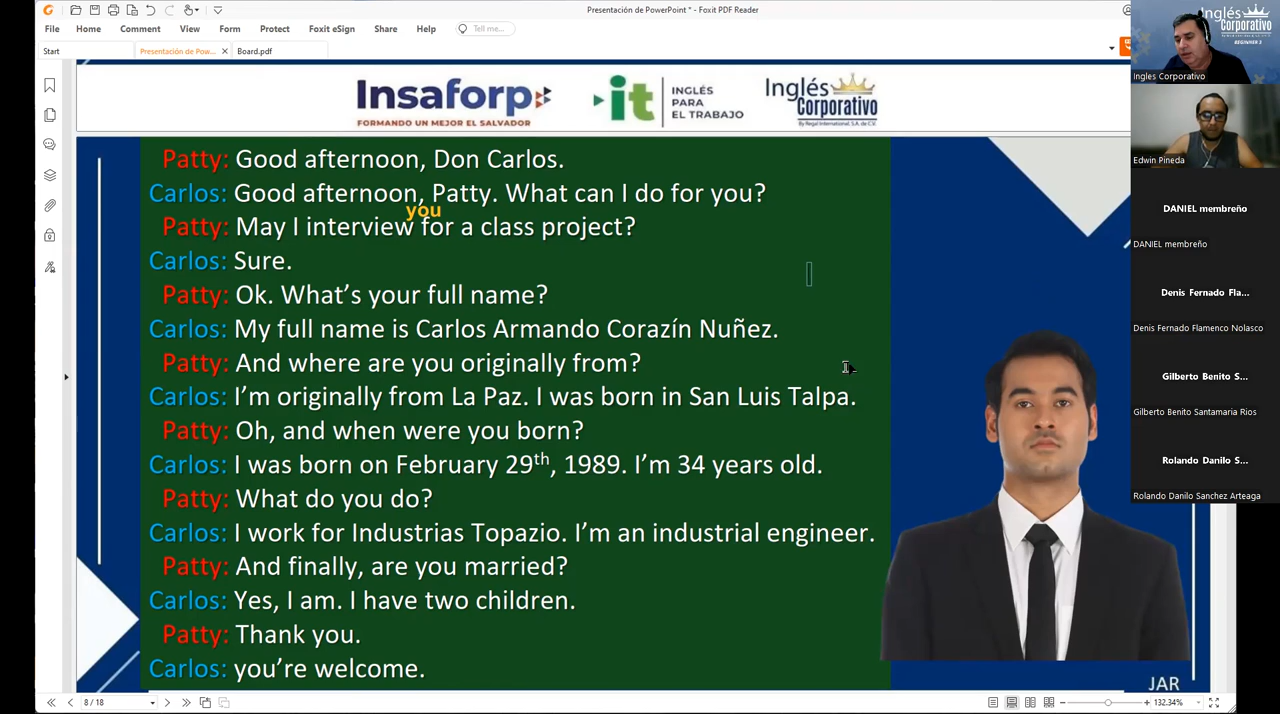 Presentación de PowerPoint * - Foxit PDF Reader
File Home Comment View Form Protect Foxit eSign Share Help Tell me...
Start Presentación de Pow... Board.pdf
Insaforp
FORMANDO UN MEJOR EL SALVADOR
it
INGLÉS
PARA
EL TRABAJO
Inglés
Corporativo
By Regal International, S.A. de C.V.
Patty: Good afternoon, Don Carlos.
Carlos: Good afternoon, Patty. What can I do for you?
you
Patty: May I interview for a class project?
Carlos: Sure.
Patty: Ok. What's your full name?
Carlos: My full name is Carlos Armando Corazín Nuñez.
Patty: And where are you originally from?
Carlos: I'm originally from La Paz. I was born in San Luis Talpa.
Patty: Oh, and when were you born?
Carlos: I was born on February 29th, 1989. I'm 34 years old.
Patty: What do you do?
Carlos: I work for Industrias Topazio. I'm an industrial engineer.
Patty: And finally, are you married?
Carlos: Yes, I am. I have two children.
Patty: Thank you.
Carlos: you're welcome.
JAR
8 / 18
132.34%
Inglés
Corporativo
BEGINNER 3
Ingles Corporativo
Edwin Pineda
DANIEL membreño
DANIEL membreño
Denis Fernado Fla...
Denis Fernado Flamenco Nolasco
Gilberto Benito S...
Gilberto Benito Santamaria Rios
Rolando Danilo S...
Rolando Danilo Sanchez Arteaga